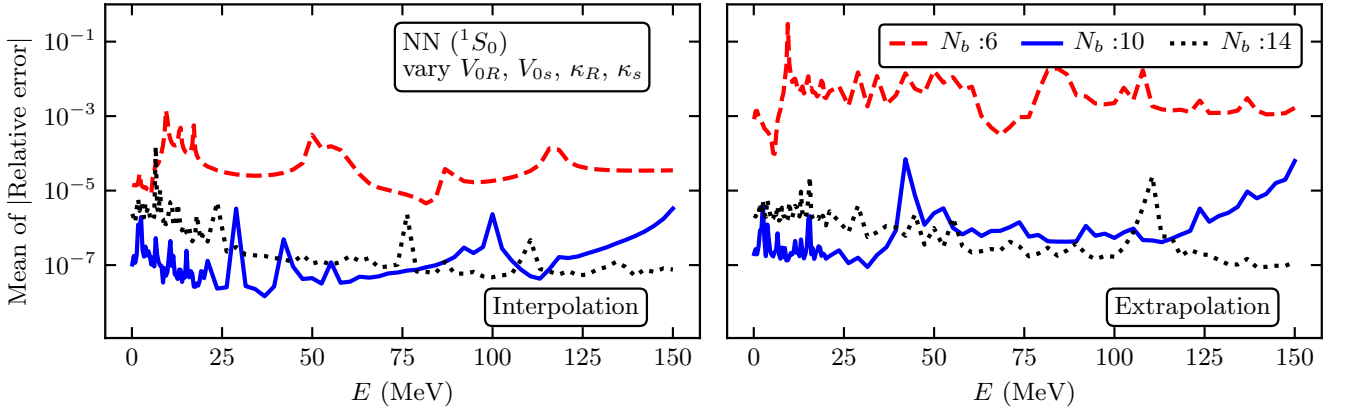 Mean of |Relative error|
10⁻¹
10⁻³
10⁻⁵
10⁻⁷
NN (¹S₀)
vary V₀R, V₀s, κR, κs
Interpolation
0 25 50 75 100 125 150
E (MeV)
N_b :6 N_b :10 N_b :14
Extrapolation
0 25 50 75 100 125 150
E (MeV)